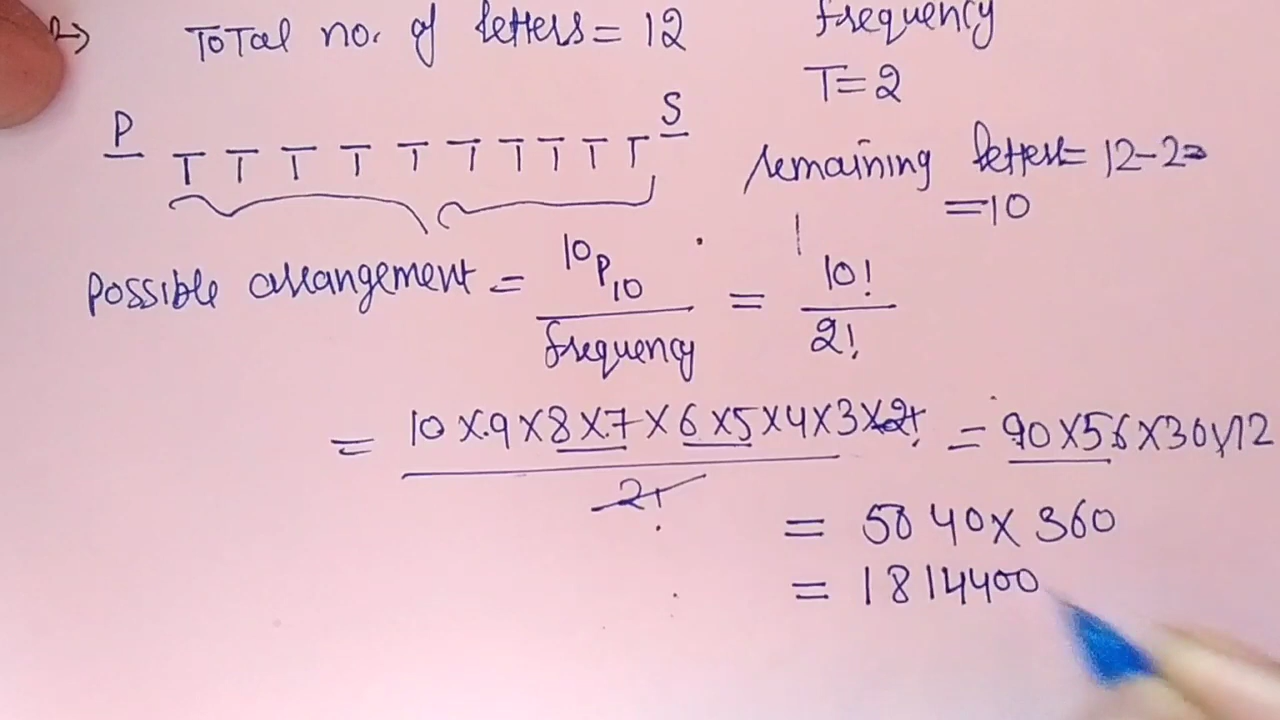 Total no. of letters = 12
frequency
T=2
P T T T T T T T T T S
remaining letters= 12-2=
=10
Possible arrangement = 10P10 / frequency = 10! / 2!
= 10×9×8×7×6×5×4×3×2! / 2! = 90×56×30×12
= 5040×360
= 1814400